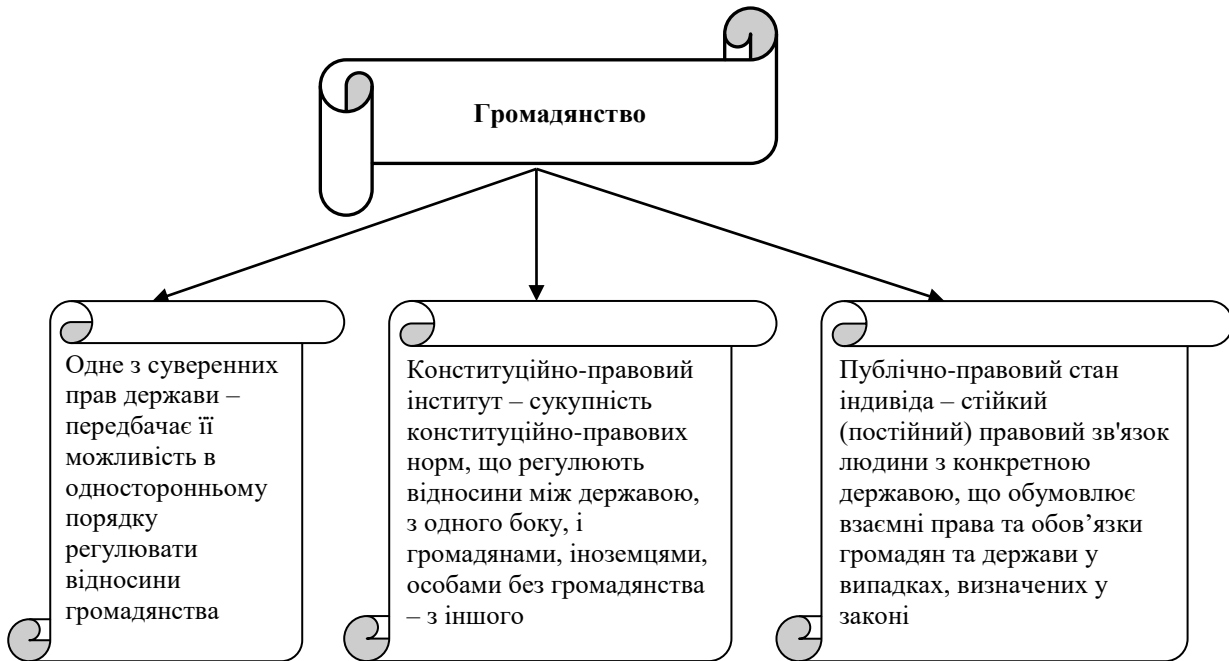 Громадянство
Одне з суверенних
прав держави –
передбачає її
можливість в
односторонньому
порядку
регулювати
відносини
громадянства
Конституційно-правовий
інститут – сукупність
конституційно-правових
норм, що регулюють
відносини між державою,
з одного боку, і
громадянами, іноземцями,
особами без громадянства
– з іншого
Публічно-правовий стан
індивіда – стійкий
(постійний) правовий зв'язок
людини з конкретною
державою, що обумовлює
взаємні права та обов’язки
громадян та держави у
випадках, визначених у
законі